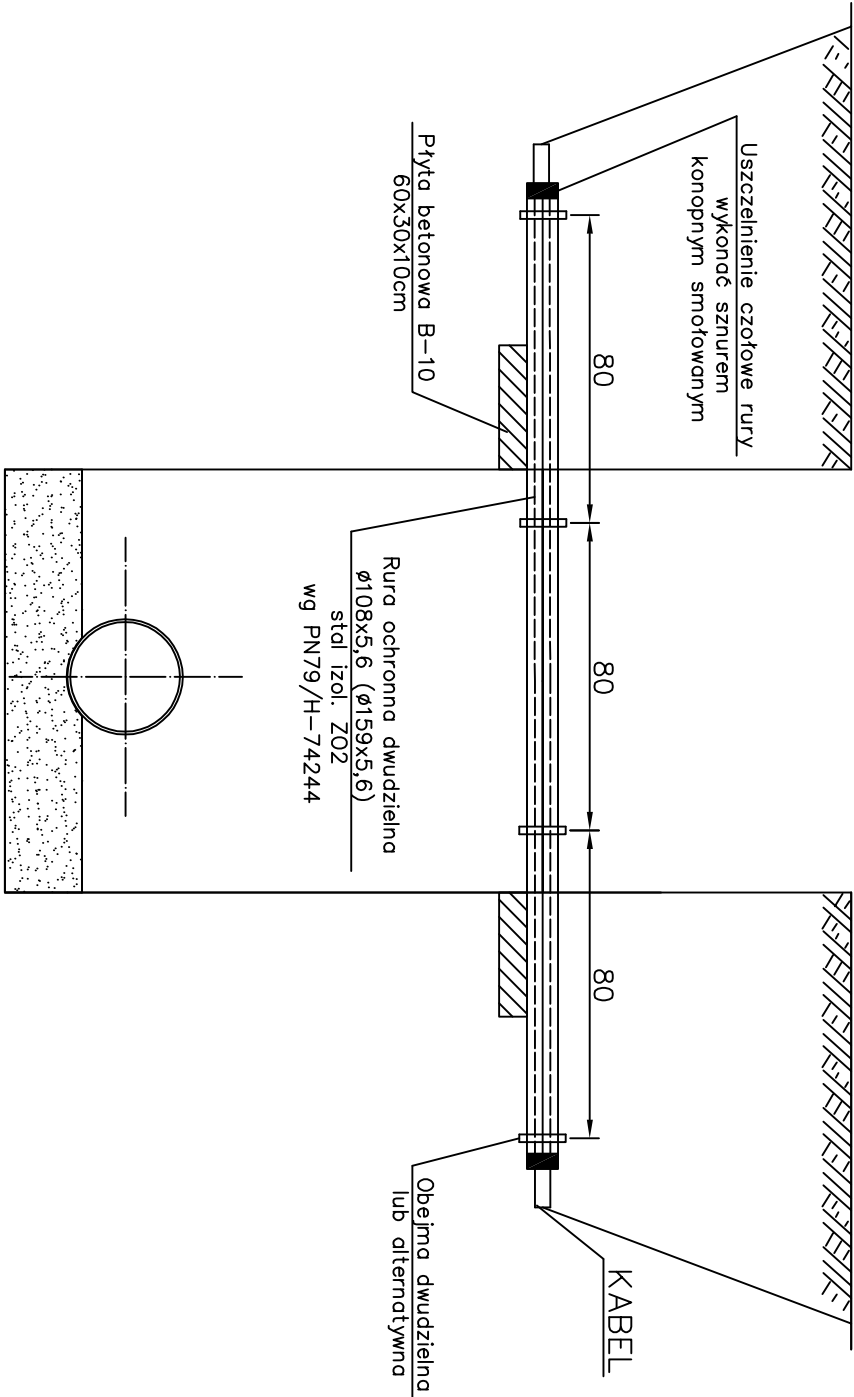 Uszczelnienie czołowe rury
wykonać sznurem
konopnym smołowanym
80
80
80
KABEL
Płyta betonowa B-10
60x30x10cm
Rura ochronna dwudzielna
ø108x5,6 (ø159x5,6)
stal izol. Z02
wg PN79/H-74244
Obejma dwudzielna
lub alternatywna